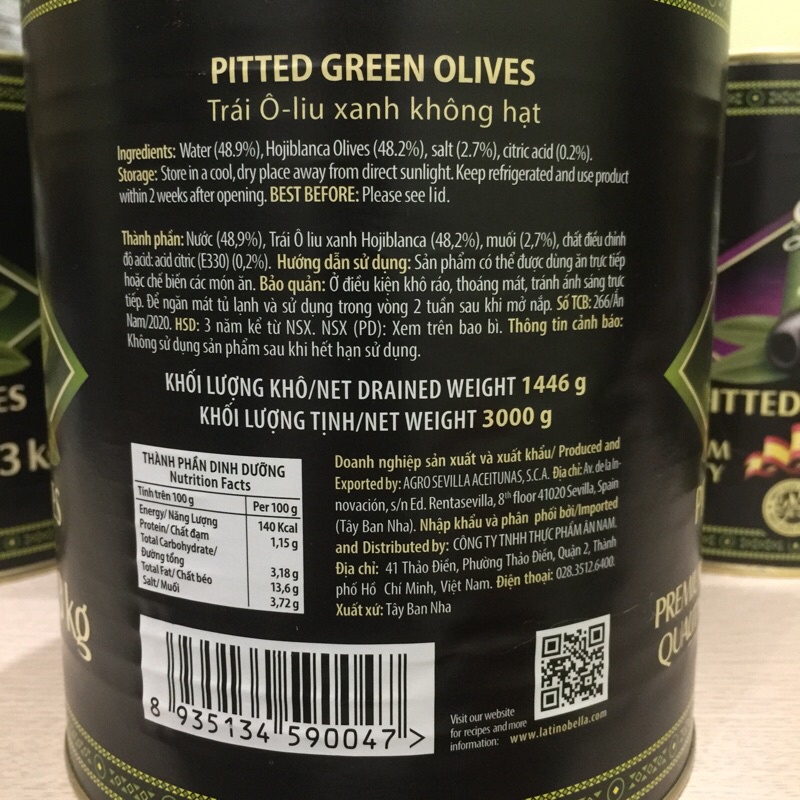 PITTED GREEN OLIVES
Trái Ô-liu xanh không hạt
Ingredients: Water (48.9%), Hojiblanca Olives (48.2%), salt (2.7%), citric acid (0.2%).
Storage: Store in a cool, dry place away from direct sunlight. Keep refrigerated and use product
within 2 weeks after opening. BEST BEFORE: Please see lid.
Thành phần: Nước (48,9%), Trái Ô liu xanh Hojiblanca (48,2%), muối (2,7%), chất điều chỉnh
độ acid: acid citric (E330) (0,2%). Hướng dẫn sử dụng: Sản phẩm có thể được dùng ăn trực tiếp
hoặc chế biến các món ăn. Bảo quản: Ở điều kiện khô ráo, thoáng mát, tránh ánh sáng trực
tiếp. Để ngăn mát tủ lạnh và sử dụng trong vòng 2 tuần sau khi mở nắp. Số TCB: 266/Ân
Nam/2020. HSD: 3 năm kể từ NSX. NSX (PD): Xem trên bao bì. Thông tin cảnh báo:
Không sử dụng sản phẩm sau khi hết hạn sử dụng.
KHỐI LƯỢNG KHÔ/NET DRAINED WEIGHT 1446 g
KHỐI LƯỢNG TỊNH/NET WEIGHT 3000 g
THÀNH PHẦN DINH DƯỠNG
Nutrition Facts
Tính trên 100 g Per 100 g
Energy/Năng Lượng 140 Kcal
Protein/Chất đạm 1,15 g
Total Carbohydrate/
Đường tổng 3,18 g
Total Fat/Chất béo 13,6 g
Salt/Muối 3,72 g
Doanh nghiệp sản xuất và xuất khẩu/ Produced and
Exported by: AGRO SEVILLA ACEITUNAS, S.C.A. Địa chỉ: Av. de la In-
novación, s/n Ed. Rentasevilla, 8th floor 41020 Sevilla, Spain
(Tây Ban Nha). Nhập khẩu và phân phối bởi/Imported
and Distributed by: CÔNG TY TNHH THỰC PHẨM ÂN NAM.
Địa chỉ: 41 Thảo Điền, Phường Thảo Điền, Quận 2, Thành
phố Hồ Chí Minh, Việt Nam. Điện thoại: 028.3512.6400.
Xuất xứ: Tây Ban Nha
8 935134 590047 >
Visit our website
for recipes and more
information: www.latinobella.com
kg
PREMIU
QUAL
ES
3 k
ITTED